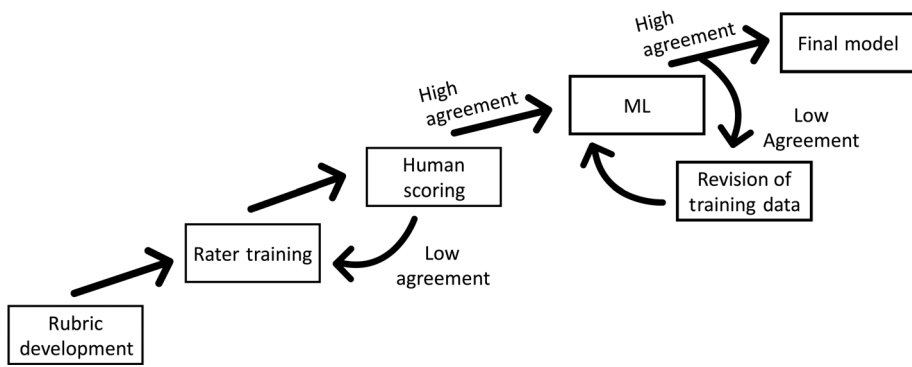 Rubric
development
Rater training
Human
scoring
Low
agreement
High
agreement
ML
High
agreement
Final model
Low
Agreement
Revision of
training data